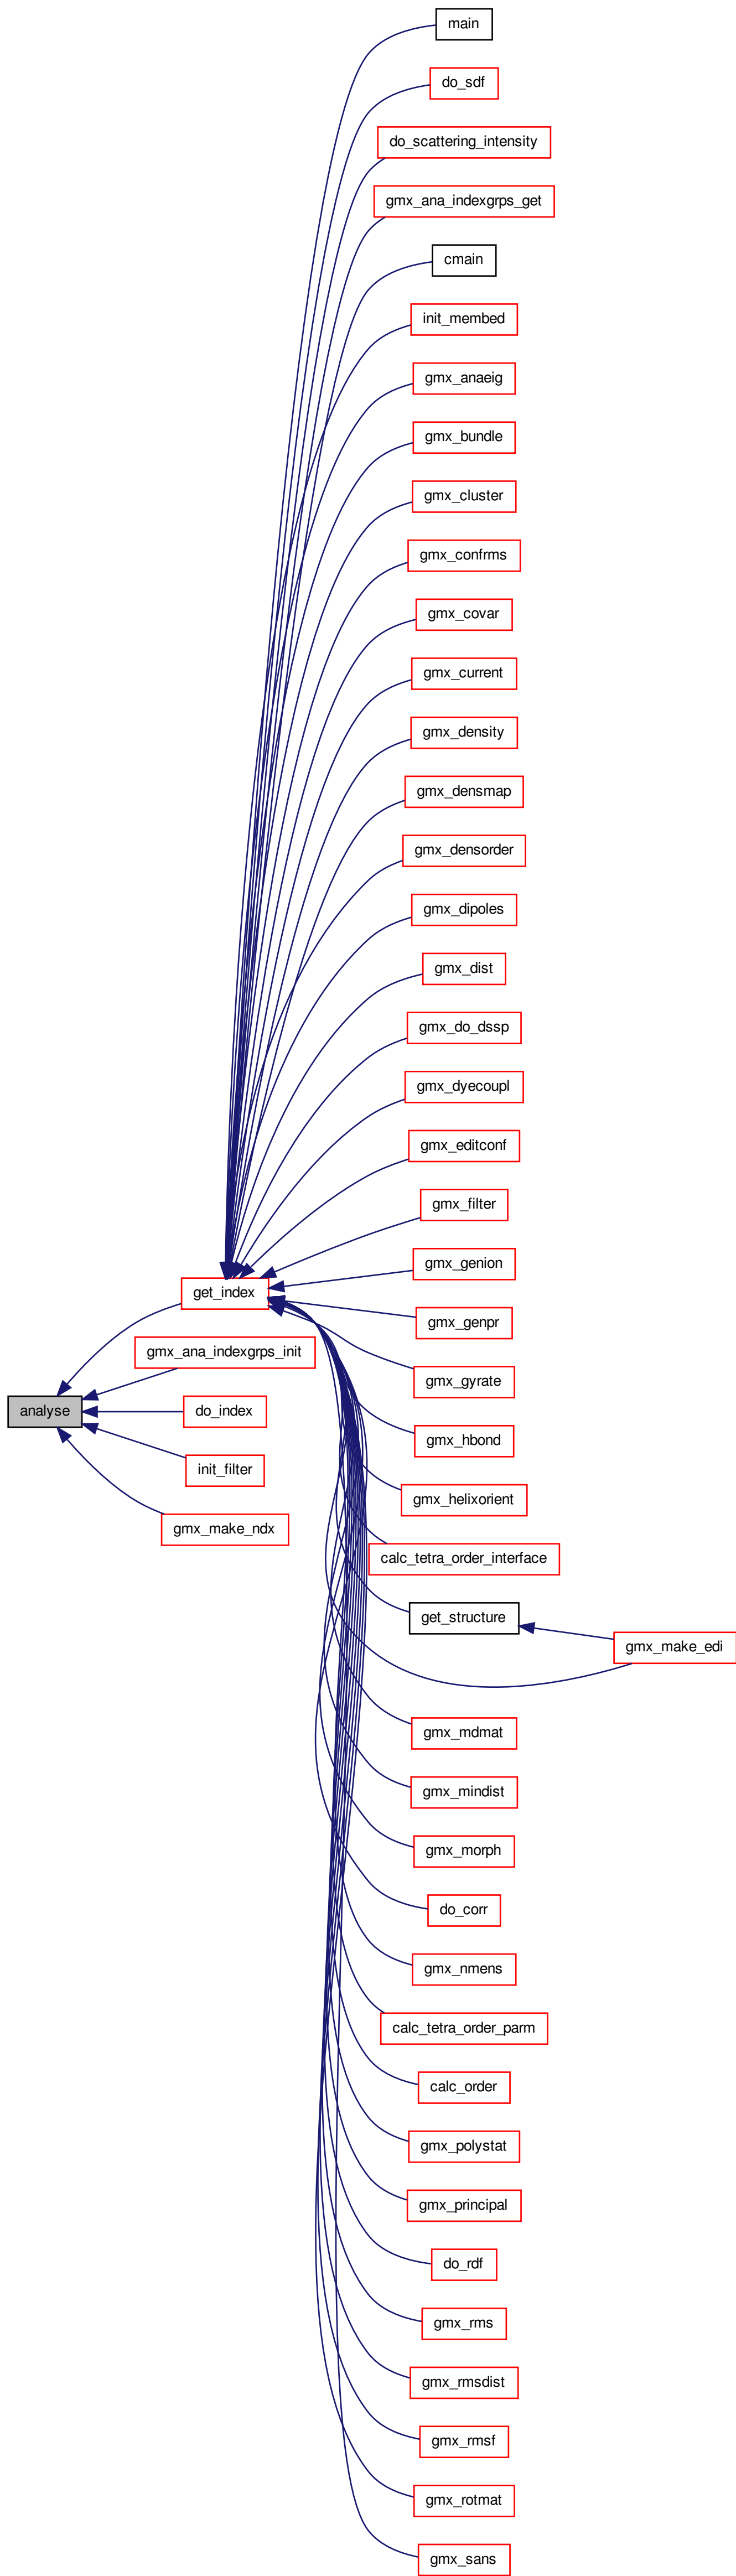 main
do_sdf
do_scattering_intensity
gmx_ana_indexgrps_get
cmain
init_membed
gmx_anaeig
gmx_bundle
gmx_cluster
gmx_confrms
gmx_covar
gmx_current
gmx_density
gmx_densmap
gmx_densorder
gmx_dipoles
gmx_dist
gmx_do_dssp
gmx_dyecoupl
gmx_editconf
gmx_filter
gmx_genion
get_index
gmx_genpr
gmx_ana_indexgrps_init
gmx_gyrate
analyse
do_index
gmx_hbond
init_filter
gmx_helixorient
gmx_make_ndx
calc_tetra_order_interface
get_structure
gmx_make_edi
gmx_mdmat
gmx_mindist
gmx_morph
do_corr
gmx_nmens
calc_tetra_order_parm
calc_order
gmx_polystat
gmx_principal
do_rdf
gmx_rms
gmx_rmsdist
gmx_rmsf
gmx_rotmat
gmx_sans